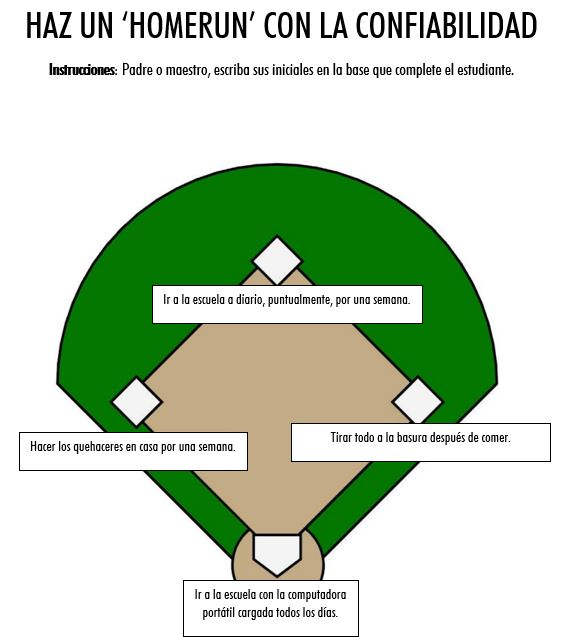 HAZ UN ‘HOMERUN’ CON LA CONFIABILIDAD
Instrucciones: Padre o maestro, escriba sus iniciales en la base que complete el estudiante.
Ir a la escuela a diario, puntualmente, por una semana.
Hacer los quehaceres en casa por una semana.
Tirar todo a la basura después de comer.
Ir a la escuela con la computadora
portátil cargada todos los días.